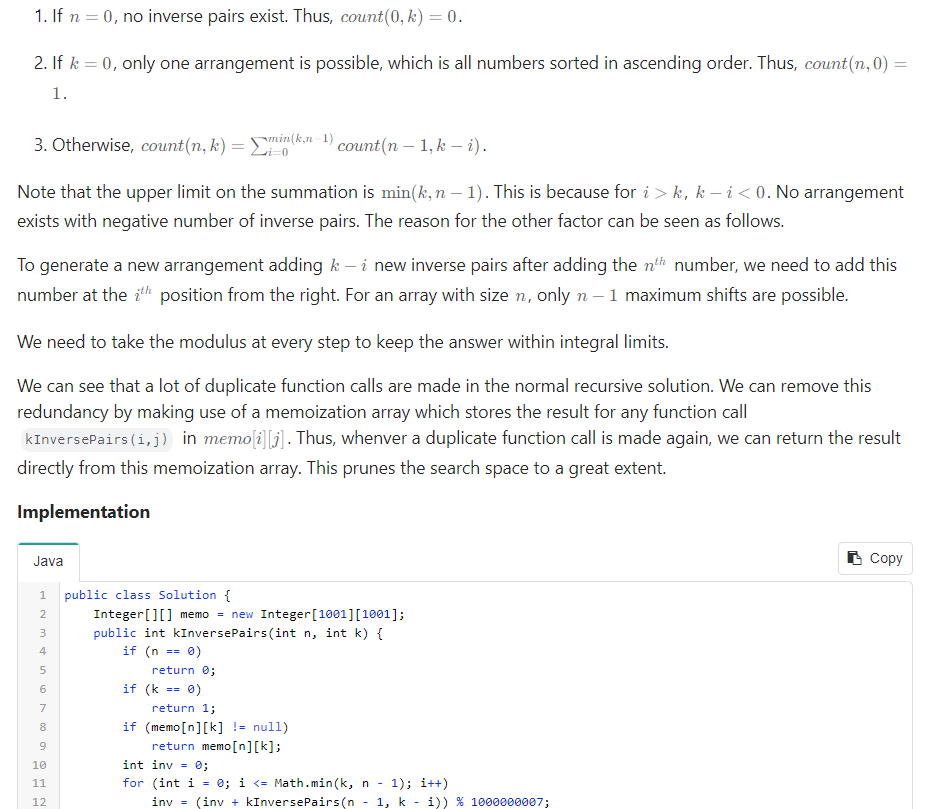 1. If n = 0, no inverse pairs exist. Thus, count(0, k) = 0.
2. If k = 0, only one arrangement is possible, which is all numbers sorted in ascending order. Thus, count(n, 0) =
1.
3. Otherwise, count(n, k) = ∑_{i=0}^{min(k,n−1)} count(n − 1, k − i).
Note that the upper limit on the summation is min(k, n − 1). This is because for i > k, k − i < 0. No arrangement
exists with negative number of inverse pairs. The reason for the other factor can be seen as follows.
To generate a new arrangement adding k − i new inverse pairs after adding the n^{th} number, we need to add this
number at the i^{th} position from the right. For an array with size n, only n − 1 maximum shifts are possible.
We need to take the modulus at every step to keep the answer within integral limits.
We can see that a lot of duplicate function calls are made in the normal recursive solution. We can remove this
redundancy by making use of a memoization array which stores the result for any function call
kInversePairs(i,j) in memo[i][j]. Thus, whenver a duplicate function call is made again, we can return the result
directly from this memoization array. This prunes the search space to a great extent.
Implementation
Java
Copy
1 public class Solution {
2     Integer[][] memo = new Integer[1001][1001];
3     public int kInversePairs(int n, int k) {
4         if (n == 0)
5             return 0;
6         if (k == 0)
7             return 1;
8         if (memo[n][k] != null)
9             return memo[n][k];
10         int inv = 0;
11         for (int i = 0; i <= Math.min(k, n - 1); i++)
12             inv = (inv + kInversePairs(n - 1, k - i)) % 1000000007;